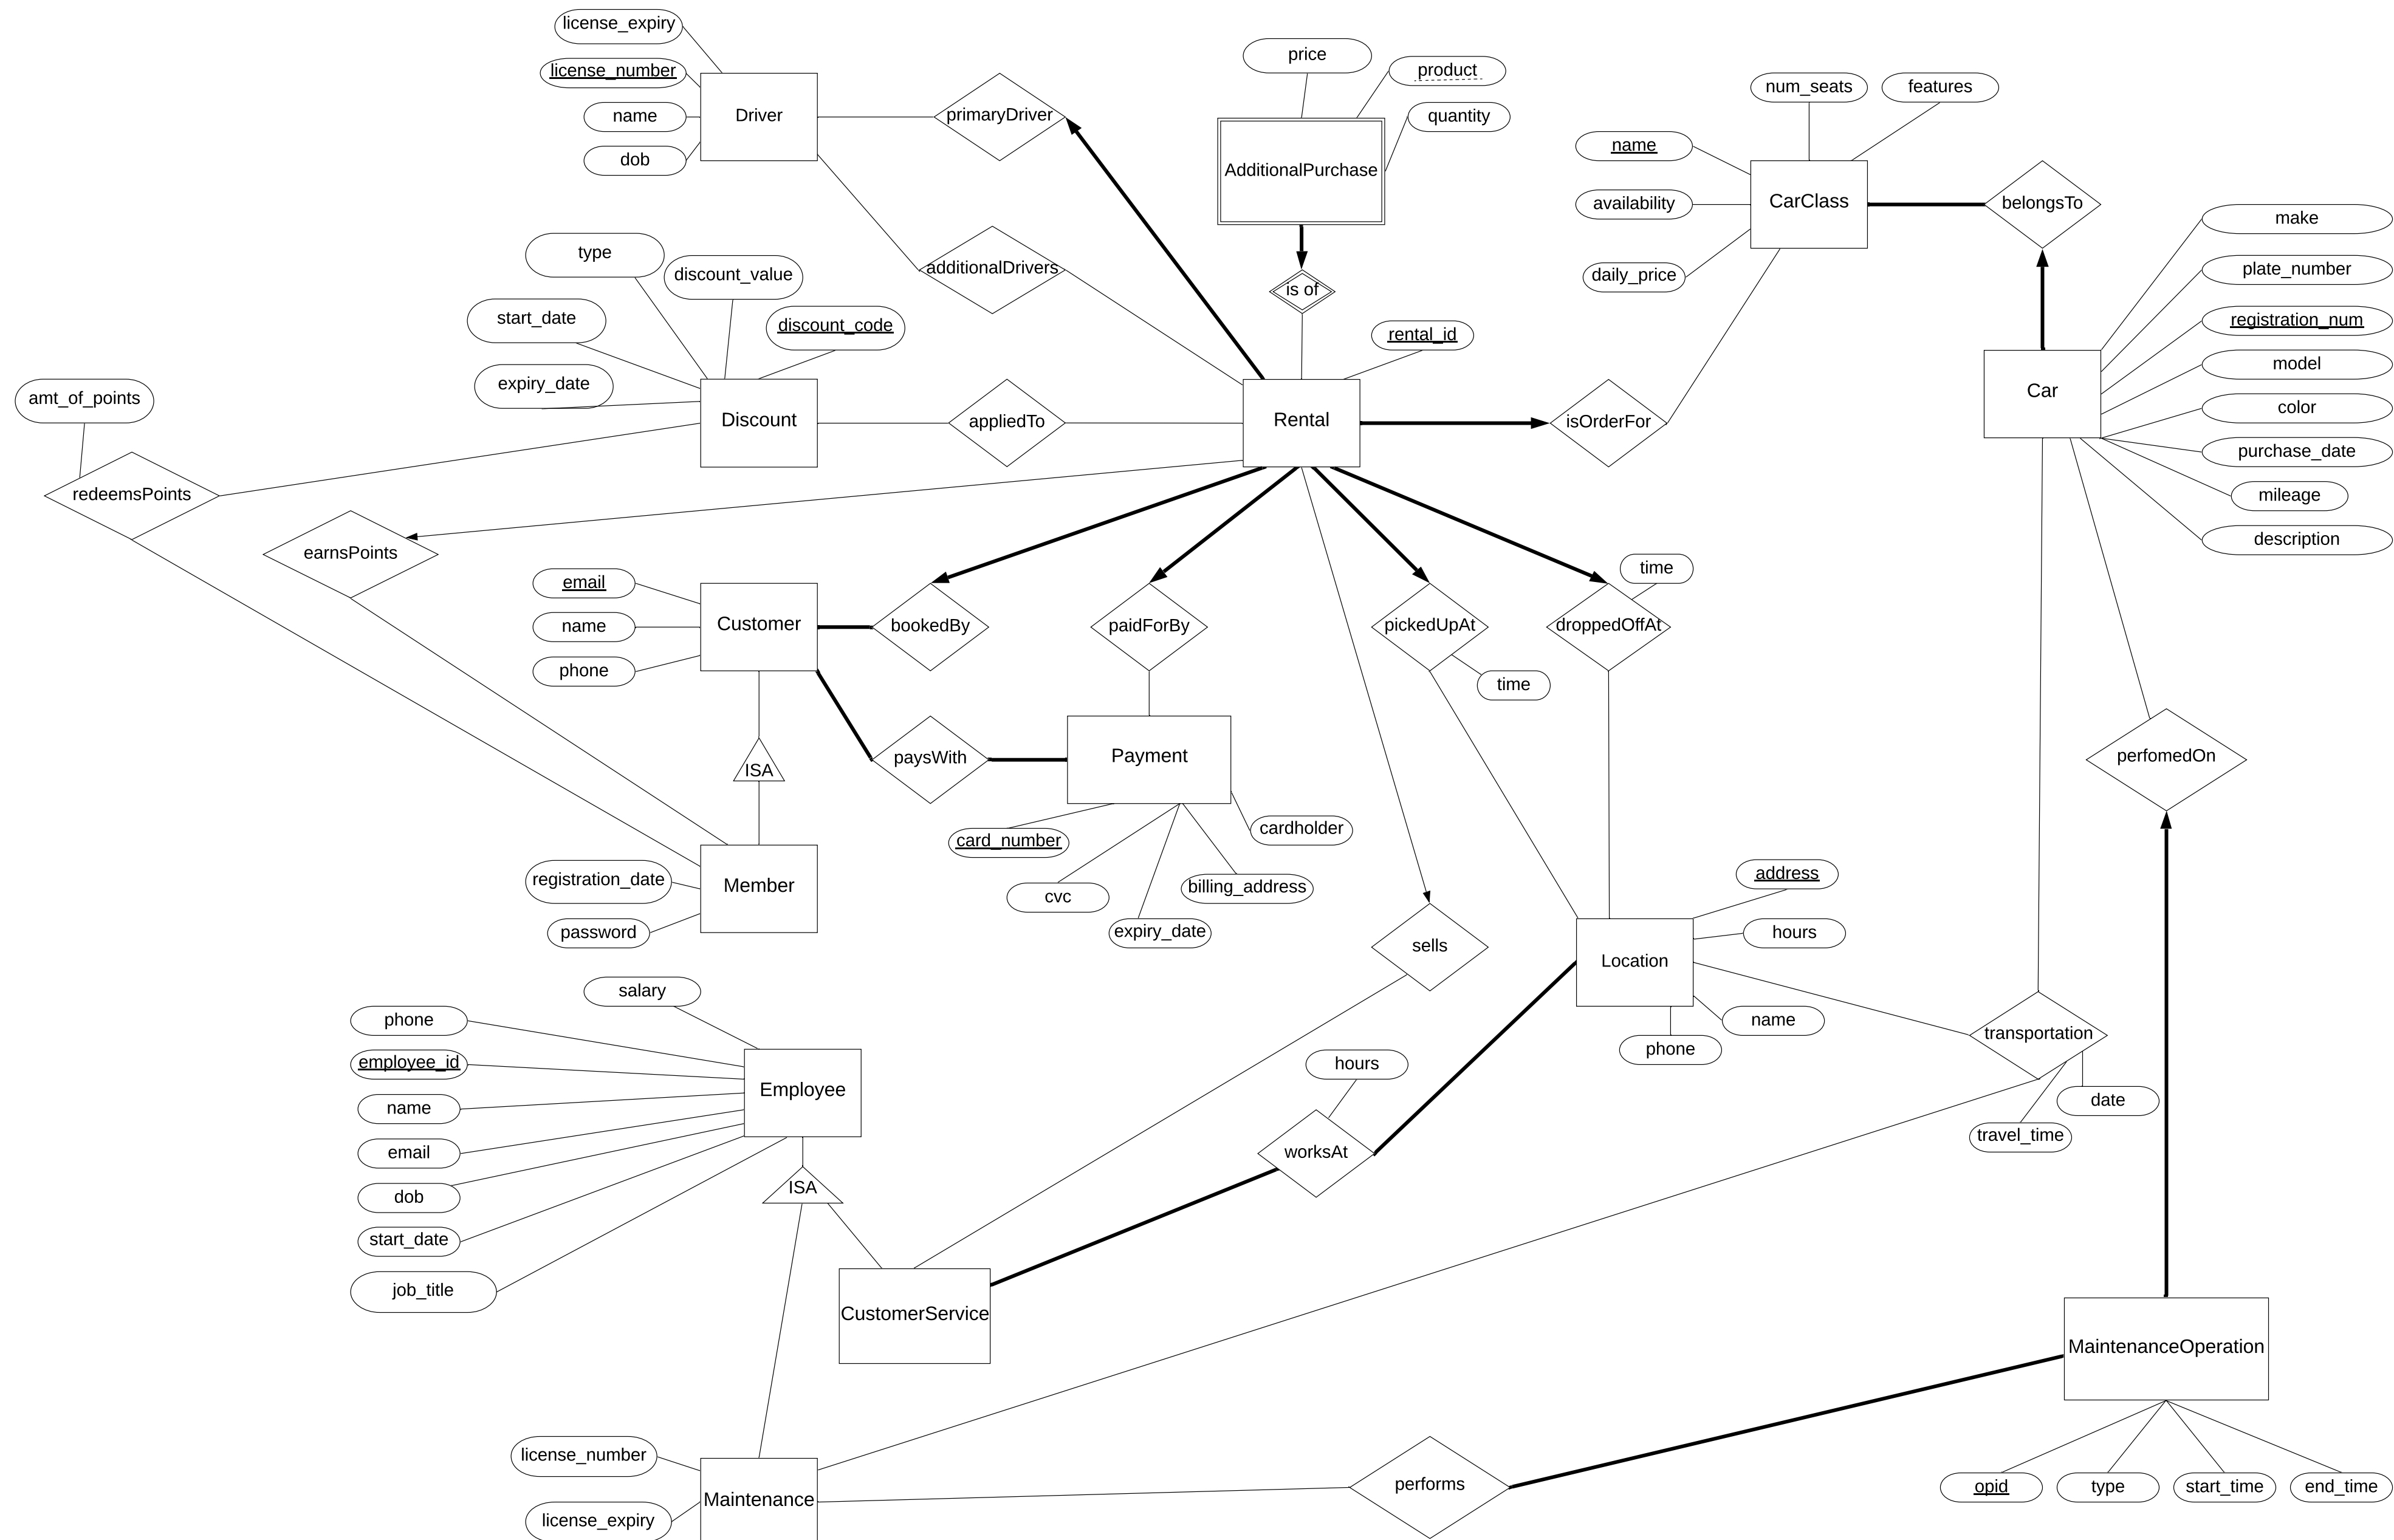 license_expiry
license_number
name
dob
Driver
primaryDriver
additionalDrivers
price
product
quantity
AdditionalPurchase
is of
num_seats
features
name
availability
daily_price
CarClass
belongsTo
make
plate_number
registration_num
model
color
purchase_date
mileage
description
Car
type
discount_value
start_date
discount_code
expiry_date
Discount
appliedTo
rental_id
Rental
isOrderFor
amt_of_points
redeemsPoints
earnsPoints
email
name
phone
Customer
bookedBy
paidForBy
pickedUpAt
time
droppedOffAt
time
ISA
paysWith
Payment
card_number
cvc
expiry_date
billing_address
cardholder
perfomedOn
registration_date
password
Member
sells
address
hours
Location
name
phone
transportation
date
travel_time
salary
phone
employee_id
name
email
dob
start_date
job_title
Employee
ISA
hours
worksAt
CustomerService
MaintenanceOperation
license_number
license_expiry
Maintenance
performs
opid
type
start_time
end_time